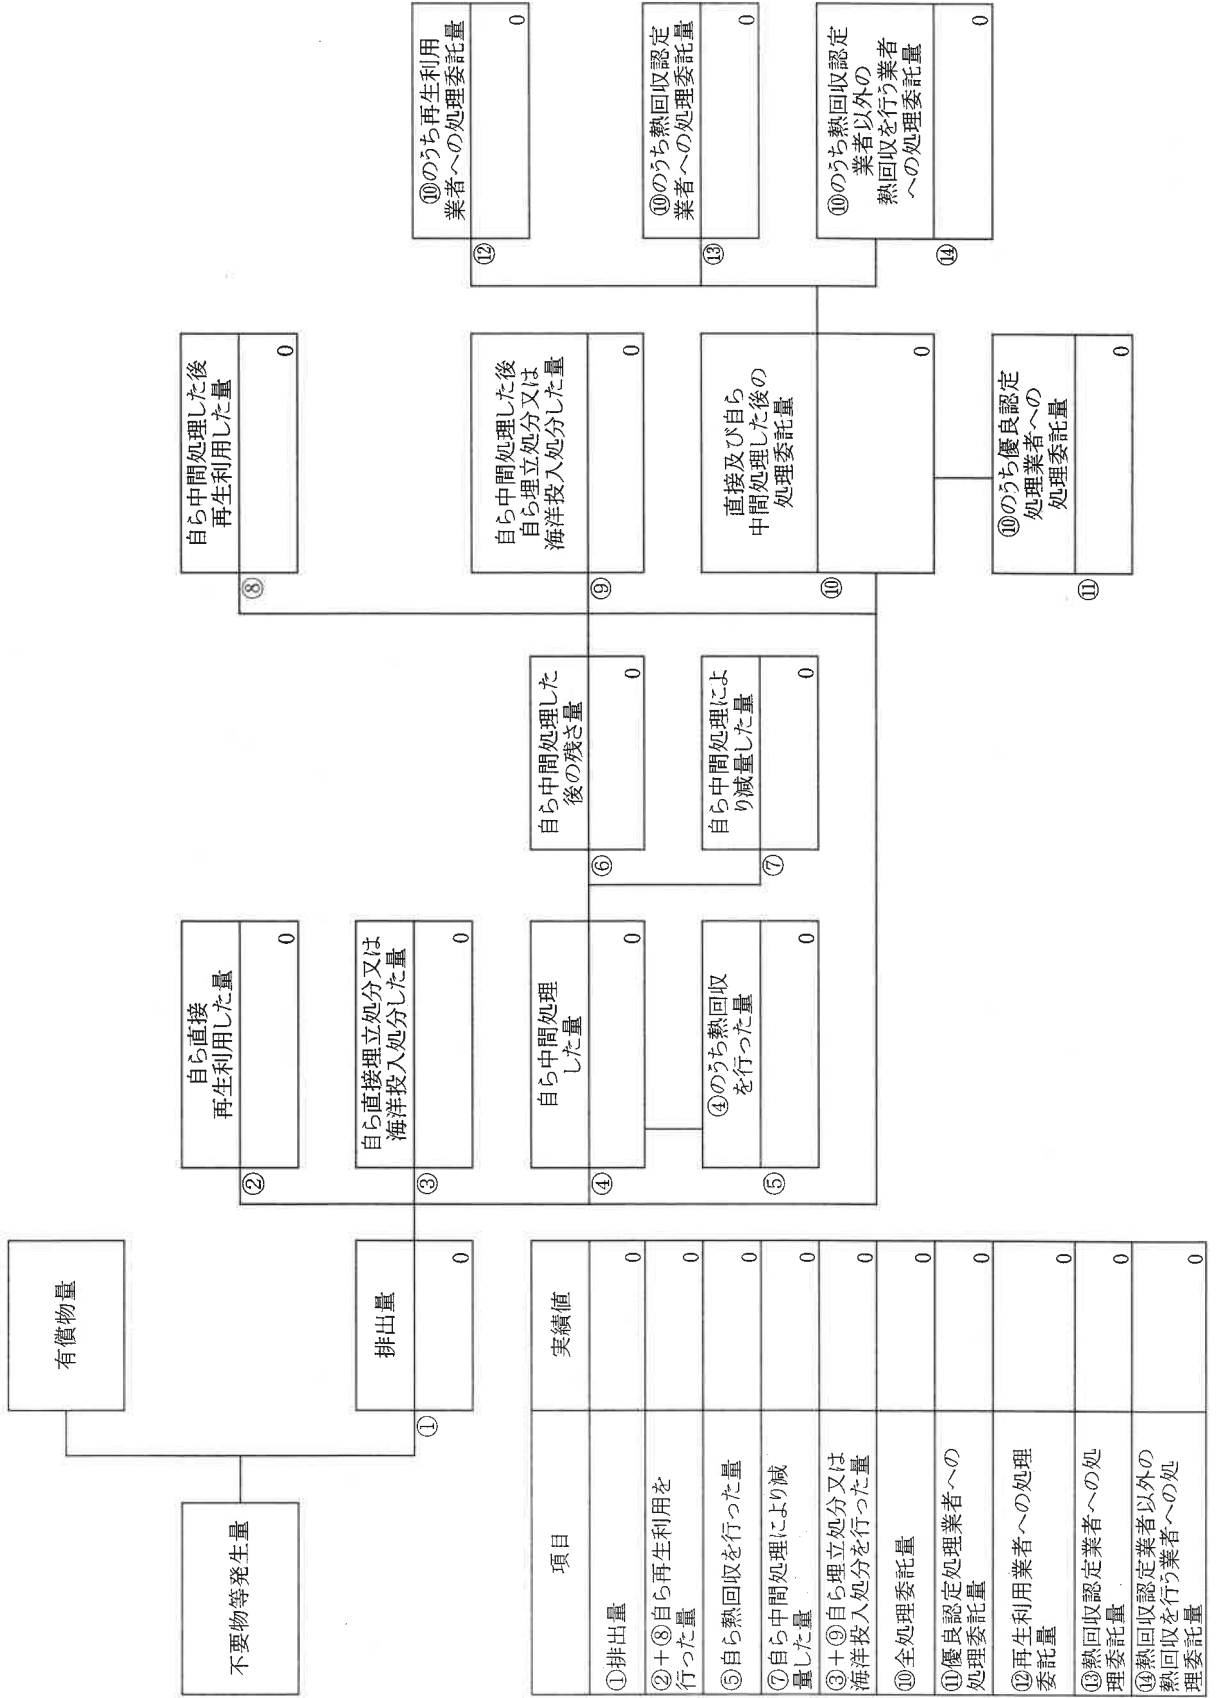 不要物等発生量
有償物量
①
排出量
0
②
自ら直接
再生利用した量
0
③
自ら直接埋立処分又は
海洋投入処分した量
0
④
自ら中間処理
した量
0
⑤
④のうち熱回収
を行った量
0
⑥
自ら中間処理した
後の残さ量
0
⑦
自ら中間処理によ
り減量した量
0
⑧
自ら中間処理した後
再生利用した量
0
⑨
自ら中間処理した後
自ら埋立処分又は
海洋投入処分した量
0
⑩
直接及び自ら
中間処理した後の
処理委託量
0
⑪
⑩のうち優良認定
処理業者への
処理委託量
0
⑫
⑩のうち再生利用
業者への処理委託量
0
⑬
⑩のうち熱回収認定
業者への処理委託量
0
⑭
⑩のうち熱回収認定
業者以外の
熱回収を行う業者
への処理委託量
0
項目 実績値
①排出量 0
②+⑧自ら再生利用を
行った量 0
⑤自ら熱回収を行った量 0
⑦自ら中間処理により減
量した量 0
③+⑨自ら埋立処分又は
海洋投入処分を行った量 0
⑩全処理委託量 0
⑪優良認定処理業者への
処理委託量 0
⑫再生利用業者への処理
委託量 0
⑬熱回収認定業者への処
理委託量 0
⑭熱回収認定業者以外の
熱回収を行う業者への処
理委託量 0